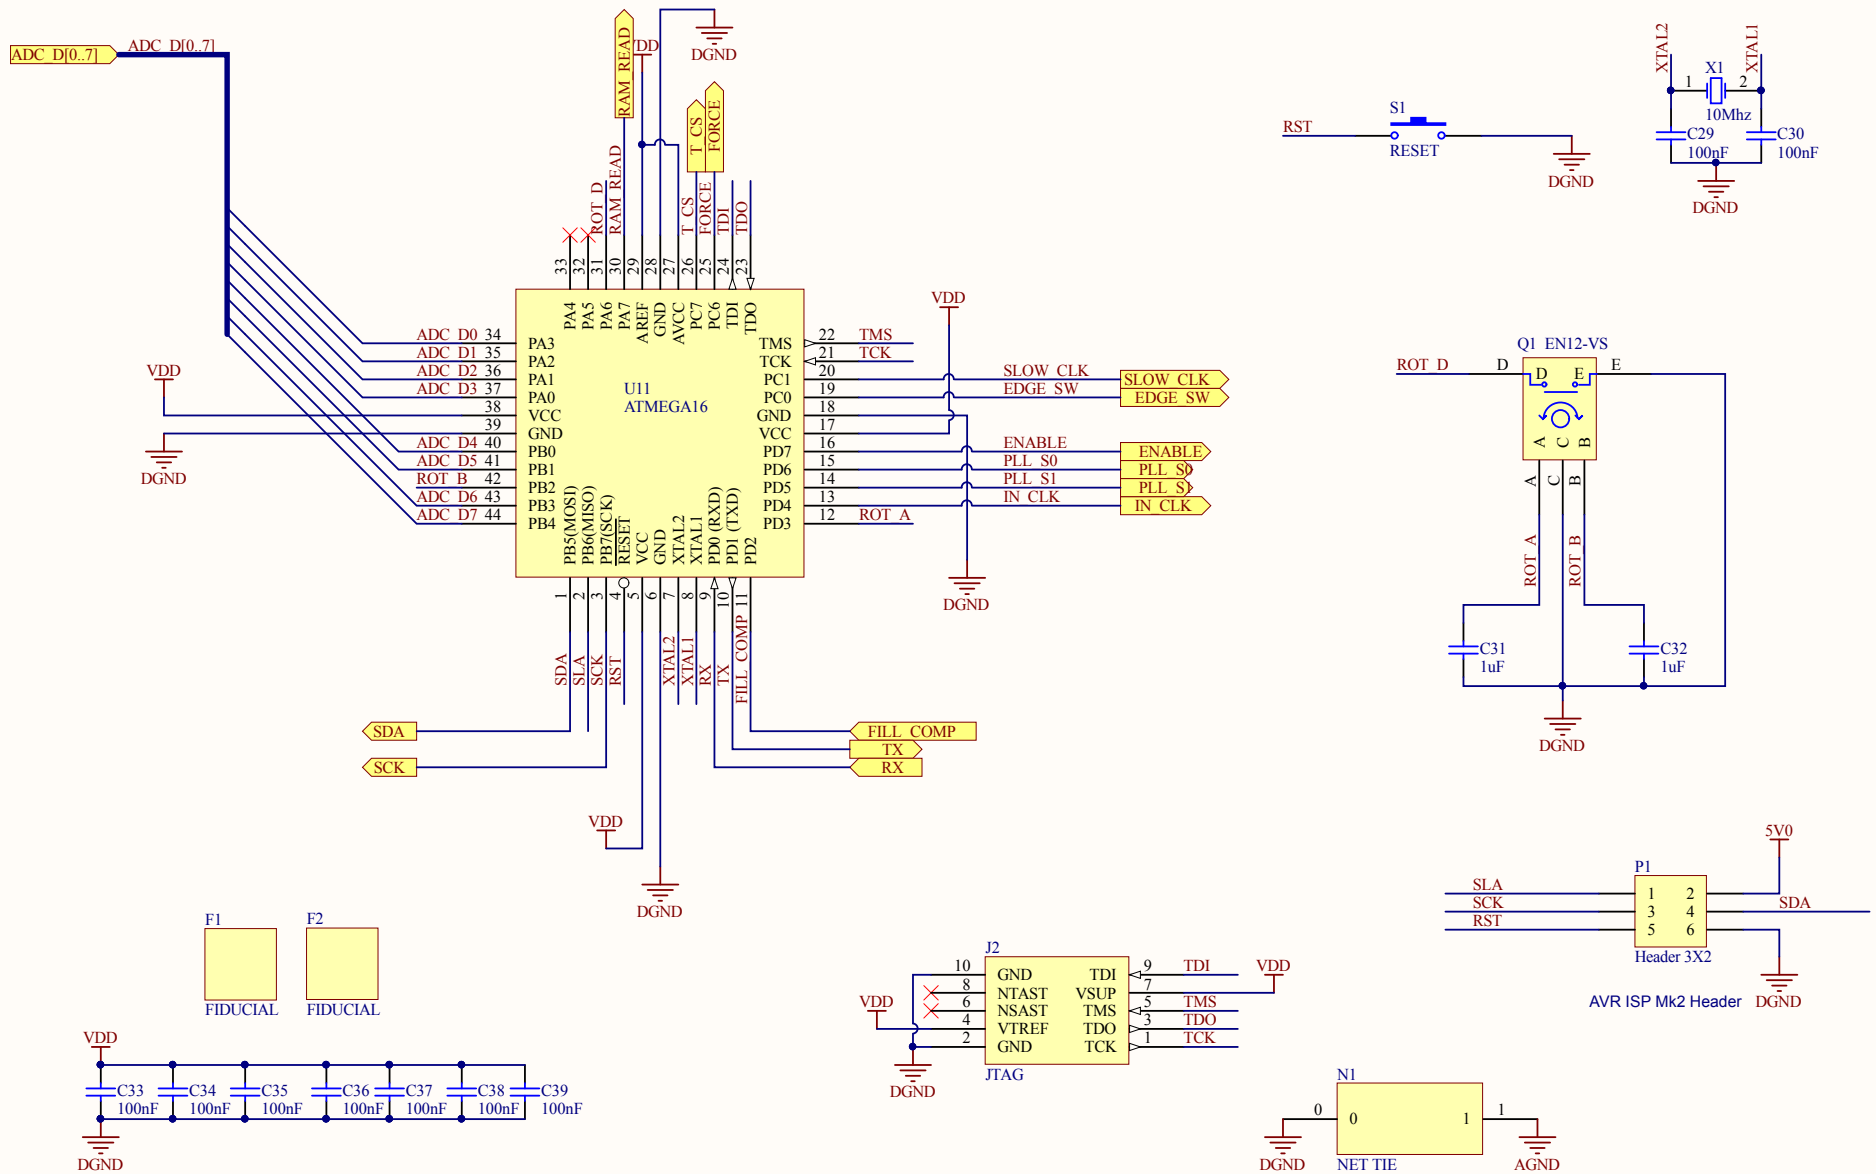 ADC_D[0..7]
ADC_D[0..7]
RAM_READ
VDD
DGND
T_CS
FORCE
ROT_D
RAM_READ
T_CS
FORCE
TDI
TDO
33
32
31
30
29
28
27
26
25
24
23
PA4
PA5
PA6
PA7
AREF
GND
AVCC
PC7
PC6
TDI
TDO
ADC_D0 34 PA3
ADC_D1 35 PA2
ADC_D2 36 PA1
ADC_D3 37 PA0
VDD
38 VCC
39 GND
DGND
ADC_D4 40 PB0
ADC_D5 41 PB1
ROT_B 42 PB2
ADC_D6 43 PB3
ADC_D7 44 PB4
U11
ATMEGA16
TMS 22 TMS
TCK 21 TCK
PC1 20 SLOW_CLK SLOW_CLK
PC0 19 EDGE_SW EDGE_SW
GND 18
VCC 17
PD7 16 ENABLE ENABLE
PD6 15 PLL_S0 PLL_S0
PD5 14 PLL_S1 PLL_S1
PD4 13 IN_CLK IN_CLK
PD3 12 ROT_A
VDD
DGND
PB5(MOSI)
PB6(MISO)
PB7(SCK)
RESET
VCC
GND
XTAL2
XTAL1
PD0 (RXD)
PD1 (TXD)
PD2
1
2
3
4
5
6
7
8
9
10
11
SDA
SLA
SCK
RST
XTAL2
XTAL1
RX
TX
FILL_COMP
SDA
SCK
FILL_COMP
TX
RX
VDD
DGND
RST
S1
RESET
DGND
XTAL2
XTAL1
1 X1 2
10Mhz
C29
100nF
C30
100nF
DGND
Q1 EN12-VS
ROT_D D
D E
E
A
C
B
A
C
B
ROT_A
ROT_B
C31
1uF
C32
1uF
DGND
5V0
P1
SLA 1 2
SCK 3 4 SDA
RST 5 6
Header 3X2
AVR ISP Mk2 Header
DGND
F1
FIDUCIAL
F2
FIDUCIAL
VDD
C33
100nF
C34
100nF
C35
100nF
C36
100nF
C37
100nF
C38
100nF
C39
100nF
DGND
J2
10 GND TDI 9 TDI
8 NTAST VSUP 7 VDD
6 NSAST TMS 5 TMS
VDD 4 VTREF TDO 3 TDO
2 GND TCK 1 TCK
DGND
JTAG
N1
0 0 1 1
DGND
NET TIE
AGND